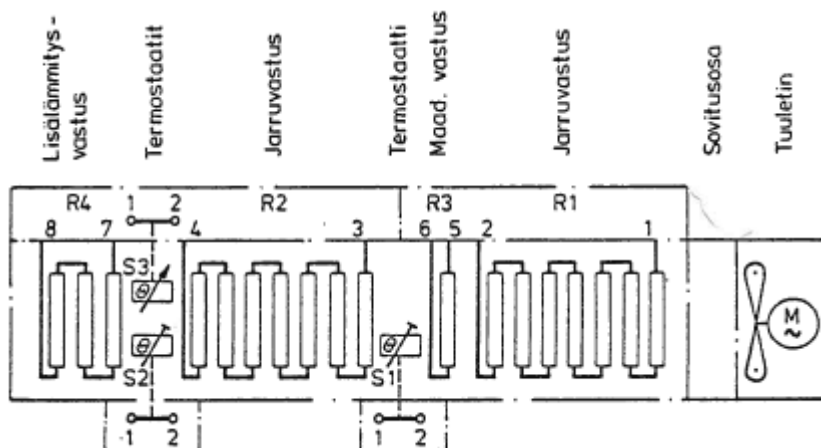 Lisälämmitys-
vastus
Termostaatit
Jarruvastus
Termostaatti
Maad. vastus
Jarruvastus
Sovitusosa
Tuuletin
R4
1 2
R2
R3
R1
8
7
4
3
6
5
2
1
S3
θ
θ
S2
θ
S1
M
~
1 2
1 2